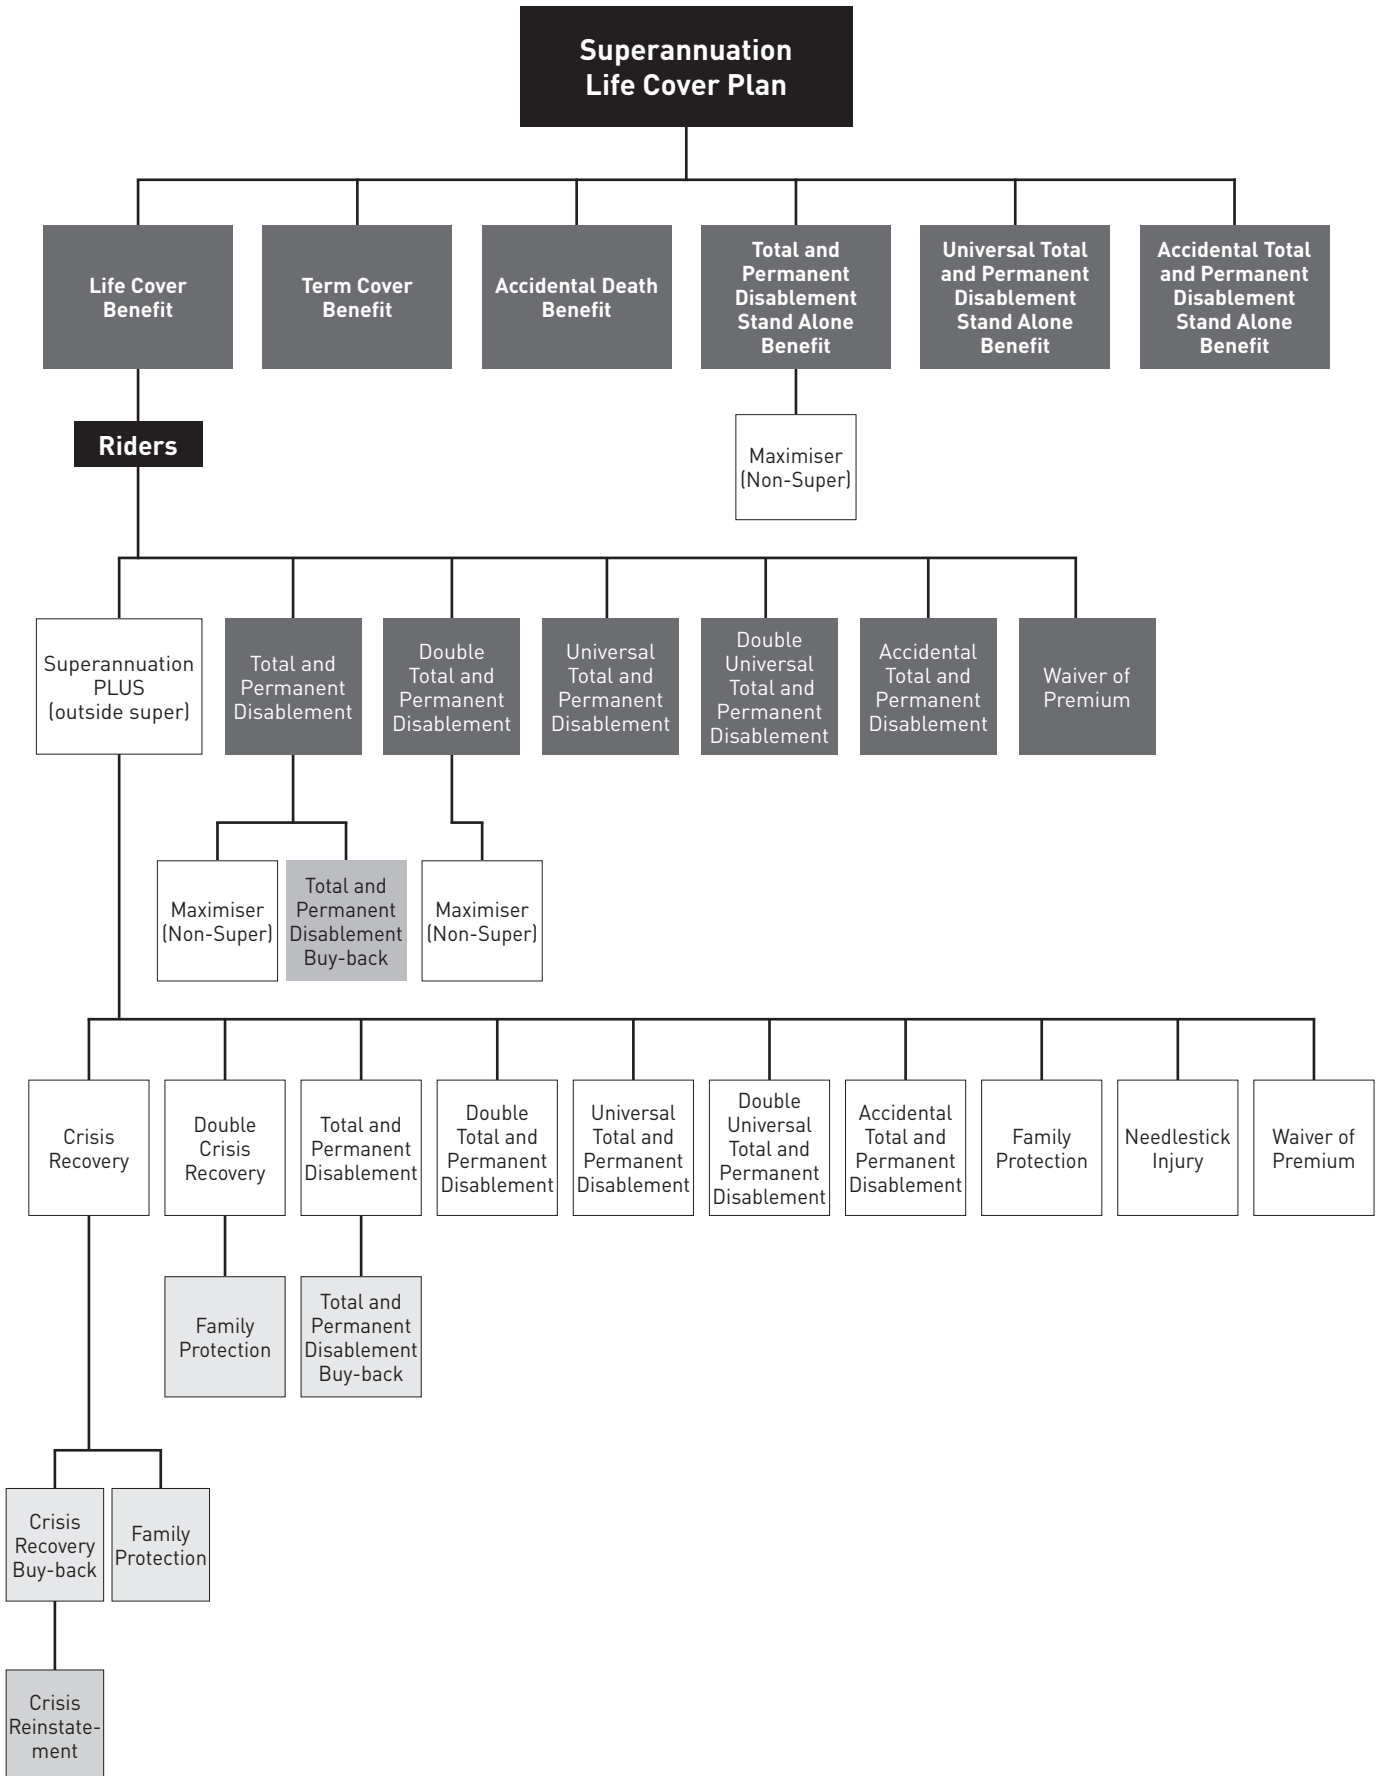 Superannuation
Life Cover Plan
Life Cover
Benefit
Term Cover
Benefit
Accidental Death
Benefit
Total and
Permanent
Disablement
Stand Alone
Benefit
Universal Total
and Permanent
Disablement
Stand Alone
Benefit
Accidental Total
and Permanent
Disablement
Stand Alone
Benefit
Riders
Maximiser
(Non-Super)
Superannuation
PLUS
(outside super)
Total and
Permanent
Disablement
Double
Total and
Permanent
Disablement
Universal
Total and
Permanent
Disablement
Double
Universal
Total and
Permanent
Disablement
Accidental
Total and
Permanent
Disablement
Waiver of
Premium
Maximiser
(Non-Super)
Total and
Permanent
Disablement
Buy-back
Maximiser
(Non-Super)
Crisis
Recovery
Double
Crisis
Recovery
Total and
Permanent
Disablement
Double
Total and
Permanent
Disablement
Universal
Total and
Permanent
Disablement
Double
Universal
Total and
Permanent
Disablement
Accidental
Total and
Permanent
Disablement
Family
Protection
Needlestick
Injury
Waiver of
Premium
Family
Protection
Total and
Permanent
Disablement
Buy-back
Crisis
Recovery
Buy-back
Family
Protection
Crisis
Reinstate-
ment